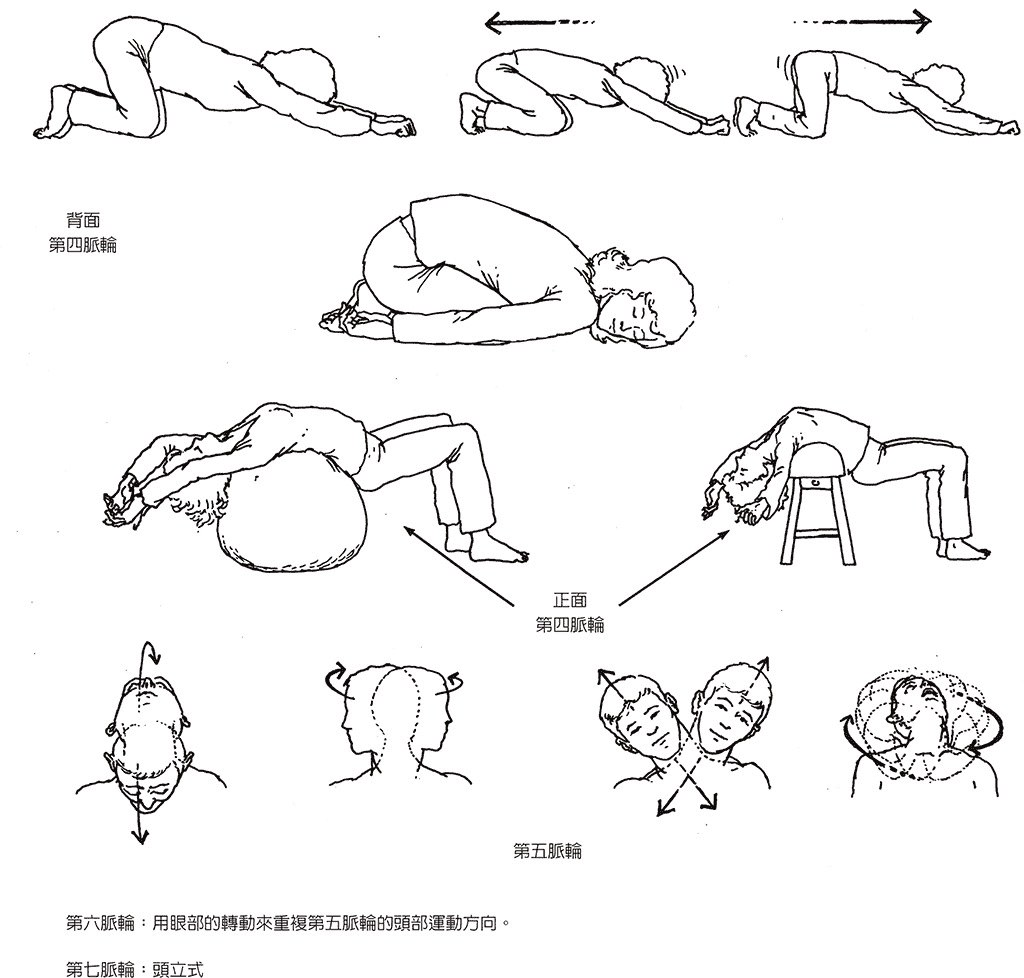 背面
第四脈輪
正面
第四脈輪
第五脈輪
第六脈輪：用眼部的轉動來重複第五脈輪的頭部運動方向。
第七脈輪：頭立式